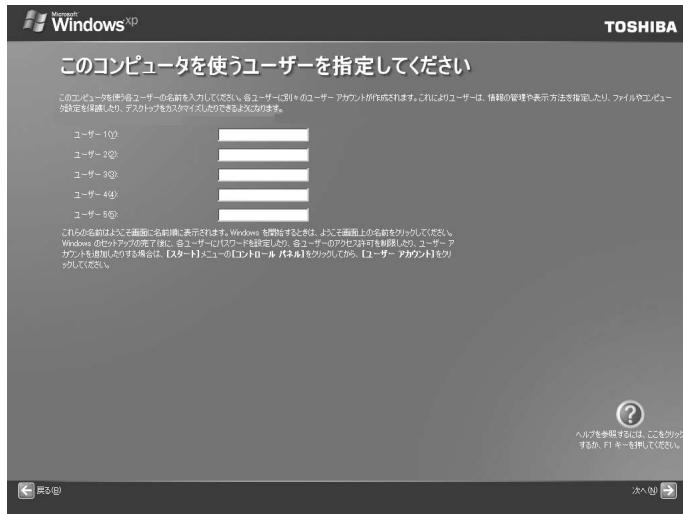 Microsoft
Windows xp
TOSHIBA
このコンピュータを使うユーザーを指定してください
このコンピュータを使う各ユーザーの名前を入力してください。各ユーザーに別々のユーザー アカウントが作成されます。これによりユーザーは、情報の管理や表示方法を指定したり、ファイルやコンピュー
タ設定を保護したり、デスクトップをカスタマイズしたりできるようになります。
ユーザー 1(Y):
ユーザー 2(2):
ユーザー 3(3):
ユーザー 4(4):
ユーザー 5(5):
これらの名前はようこそ画面に名前順に表示されます。Windows を開始するときは、ようこそ画面上の名前をクリックしてください。
Windows のセットアップの完了後に、各ユーザーにパスワードを設定したり、各ユーザーのアクセス許可を制限したり、ユーザー ア
カウントを追加したりする場合は、[スタート]メニューの[コントロール パネル]をクリックしてから、[ユーザー アカウント]をクリ
ックしてください。
ヘルプを参照するには、ここをクリック
するか、F1 キーを押してください。
戻る(B)
次へ(N)